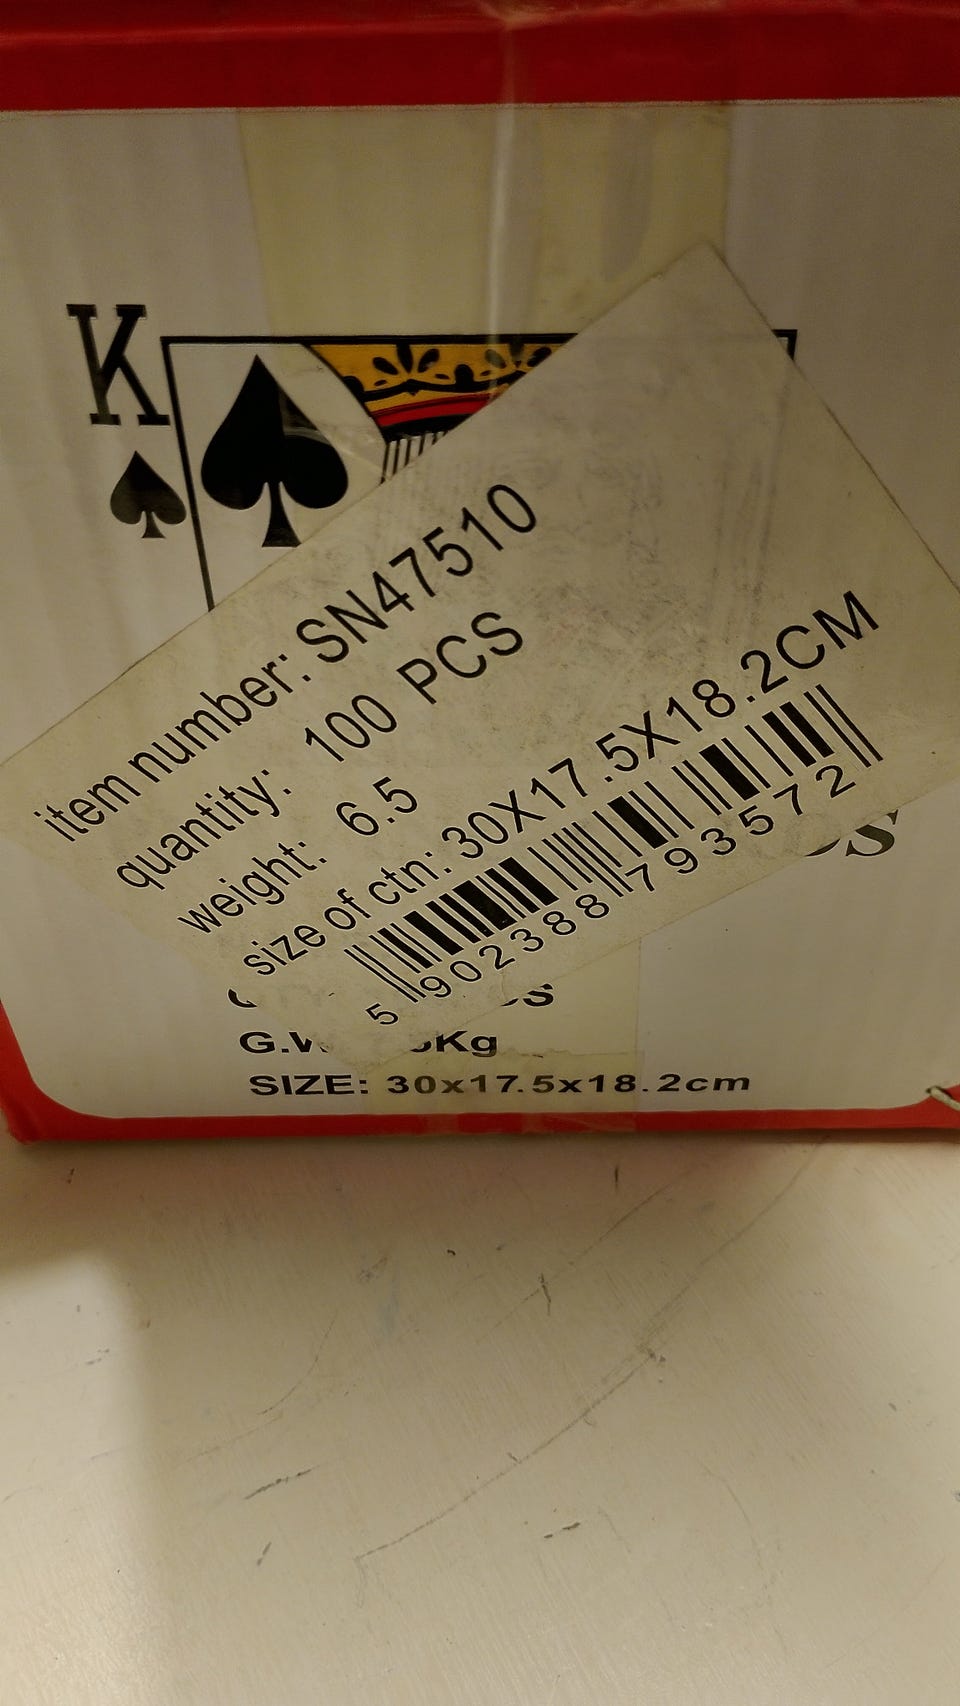 K
item number: SN47510
quantity: 100 PCS
weight: 6.5
size of ctn: 30X17.5X18.2CM
5 902388 793572
Kg
SIZE: 30x17.5x18.2cm